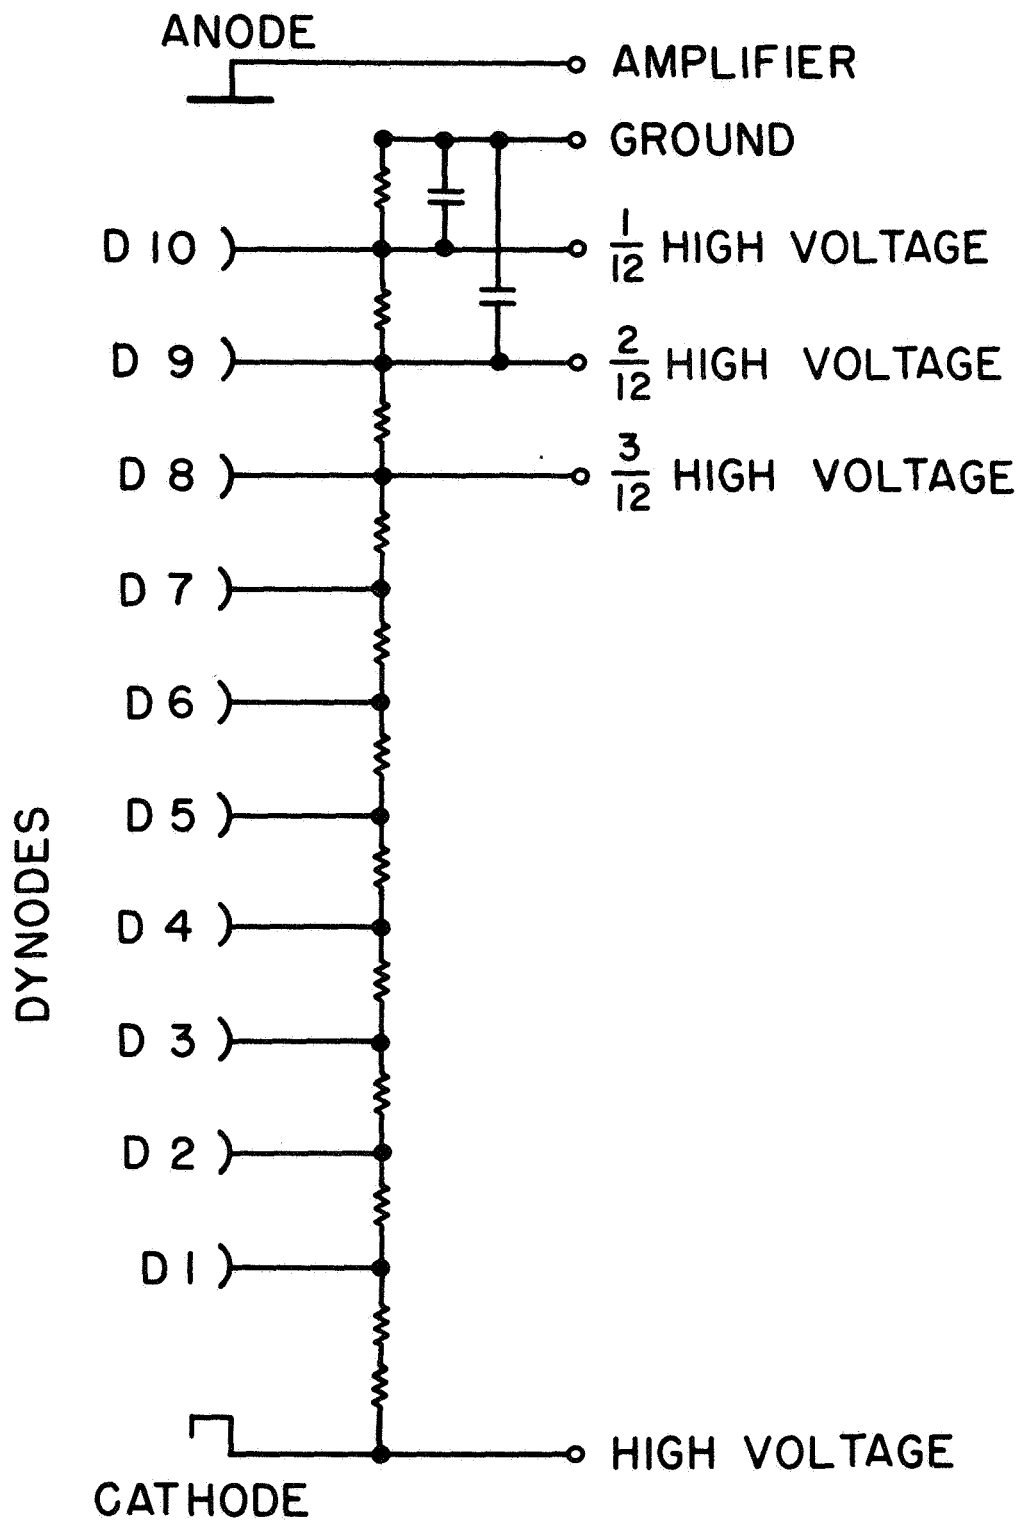 ANODE
AMPLIFIER
GROUND
D 10
1/12 HIGH VOLTAGE
D 9
2/12 HIGH VOLTAGE
D 8
3/12 HIGH VOLTAGE
D 7
D 6
D 5
D 4
D 3
D 2
D 1
DYNODES
HIGH VOLTAGE
CATHODE